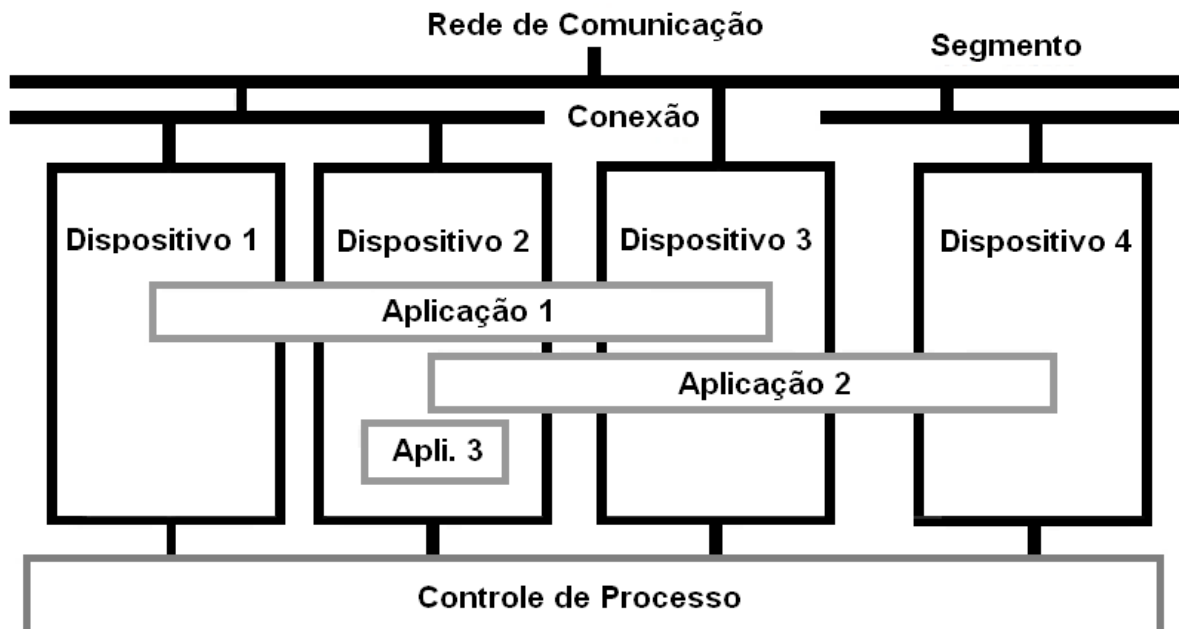 Rede de Comunicação
Segmento
Conexão
Dispositivo 1
Dispositivo 2
Dispositivo 3
Dispositivo 4
Aplicação 1
Aplicação 2
Apli. 3
Controle de Processo